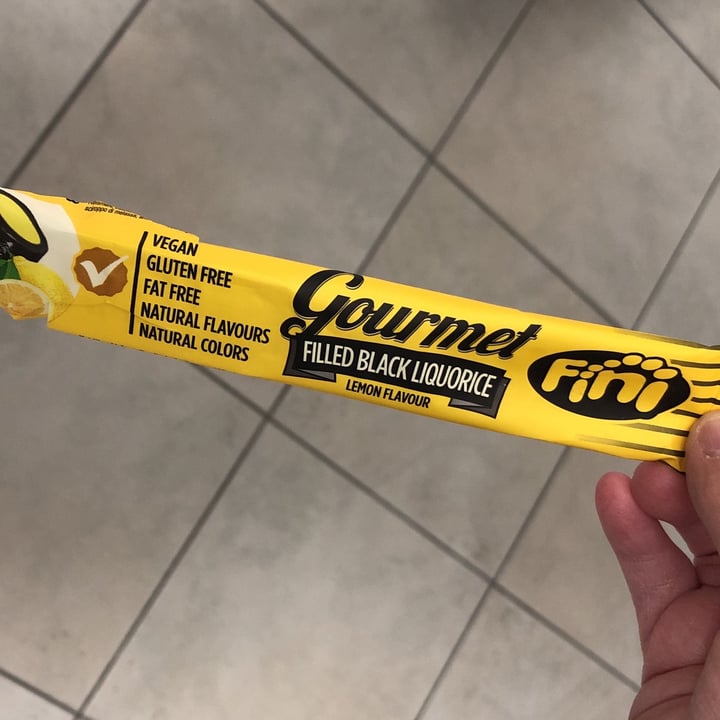 VEGAN
GLUTEN FREE
FAT FREE
NATURAL FLAVOURS
NATURAL COLORS
Gourmet
FILLED BLACK LIQUORICE
LEMON FLAVOUR
Fini